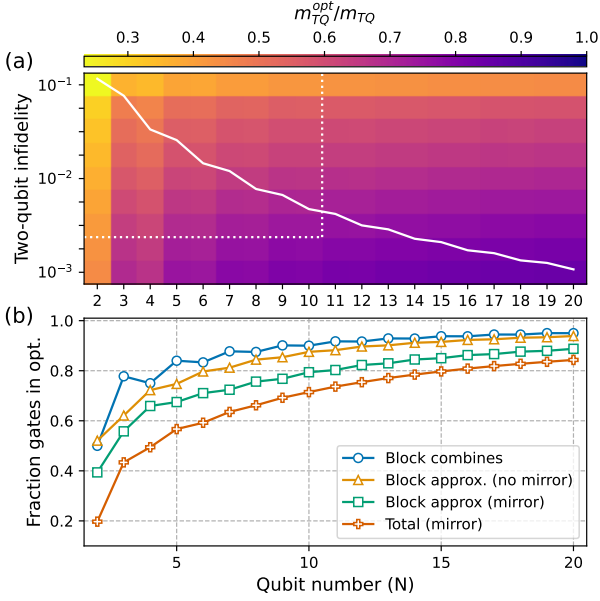 m_{TQ}^{opt}/m_{TQ}
0.3 0.4 0.5 0.6 0.7 0.8 0.9 1.0
(a)
Two-qubit infidelity
10⁻¹
10⁻²
10⁻³
2 3 4 5 6 7 8 9 10 11 12 13 14 15 16 17 18 19 20
(b)
Fraction gates in opt.
1.0
0.8
0.6
0.4
0.2
Block combines
Block approx. (no mirror)
Block approx (mirror)
Total (mirror)
5 10 15 20
Qubit number (N)